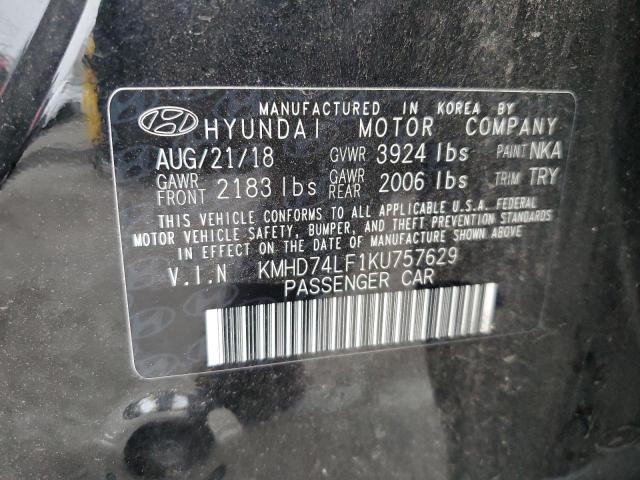 MANUFACTURED IN KOREA BY
HYUNDAI MOTOR COMPANY
AUG/21/18 GVWR 3924 lbs PAINT NKA
GAWR FRONT 2183 lbs GAWR REAR 2006 lbs TRIM TRY
THIS VEHICLE CONFORMS TO ALL APPLICABLE U.S.A. FEDERAL
MOTOR VEHICLE SAFETY, BUMPER, AND THEFT PREVENTION STANDARDS
IN EFFECT ON THE DATE OF MANUFACTURE SHOWN ABOVE.
V.I.N KMHD74LF1KU757629
PASSENGER CAR